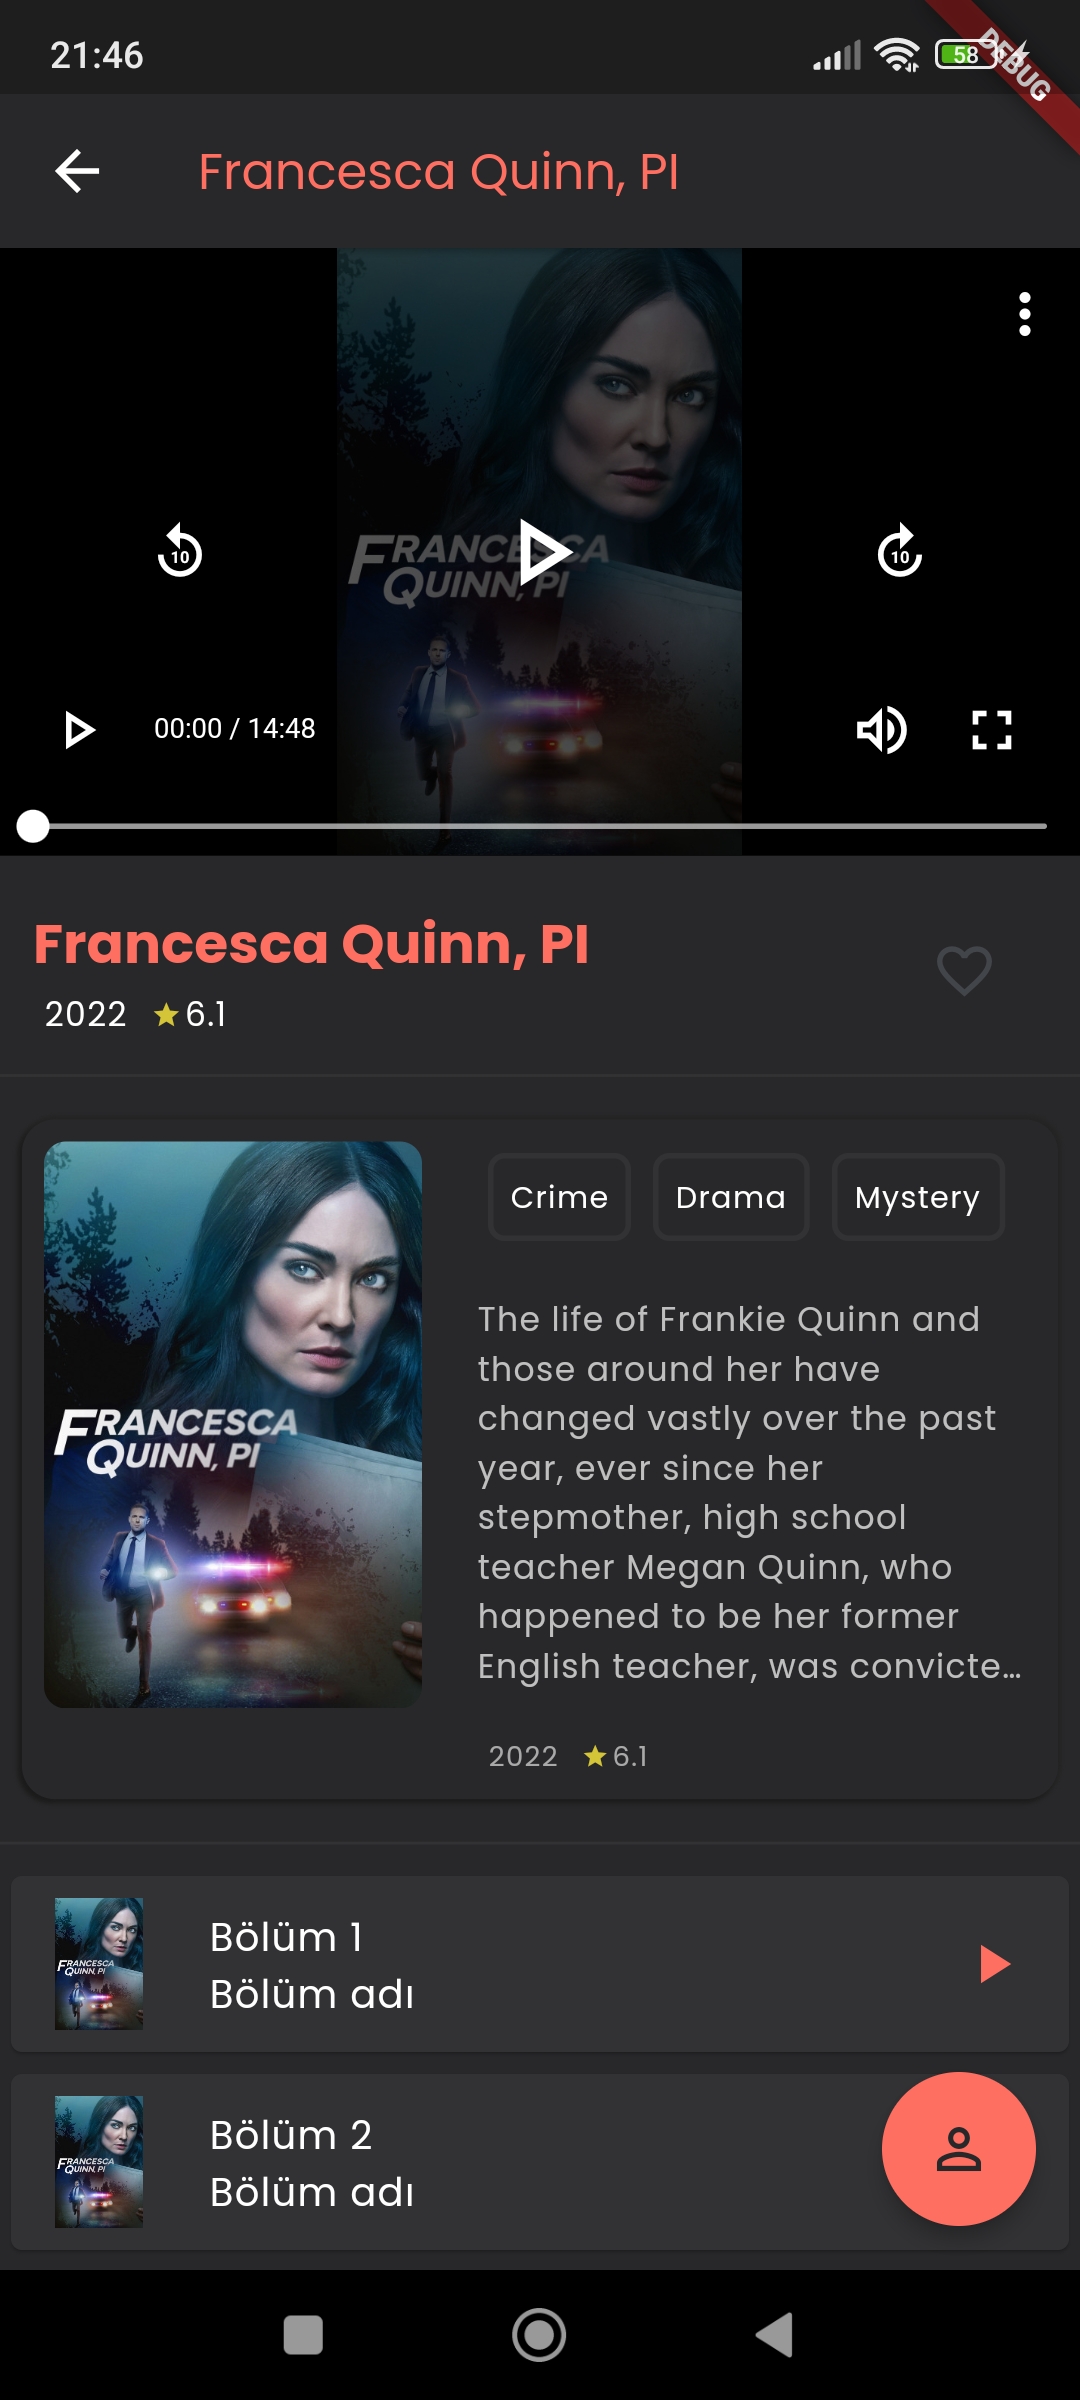 21:46
58
DEBUG
Francesca Quinn, PI
FRANCESCA
QUINN, PI
10
10
00:00 / 14:48
Francesca Quinn, PI
2022 6.1
FRANCESCA
QUINN, PI
Crime Drama Mystery
The life of Frankie Quinn and
those around her have
changed vastly over the past
year, ever since her
stepmother, high school
teacher Megan Quinn, who
happened to be her former
English teacher, was convicte…
2022 6.1
FRANCESCA
QUINN, PI
Bölüm 1
Bölüm adı
FRANCESCA
QUINN, PI
Bölüm 2
Bölüm adı